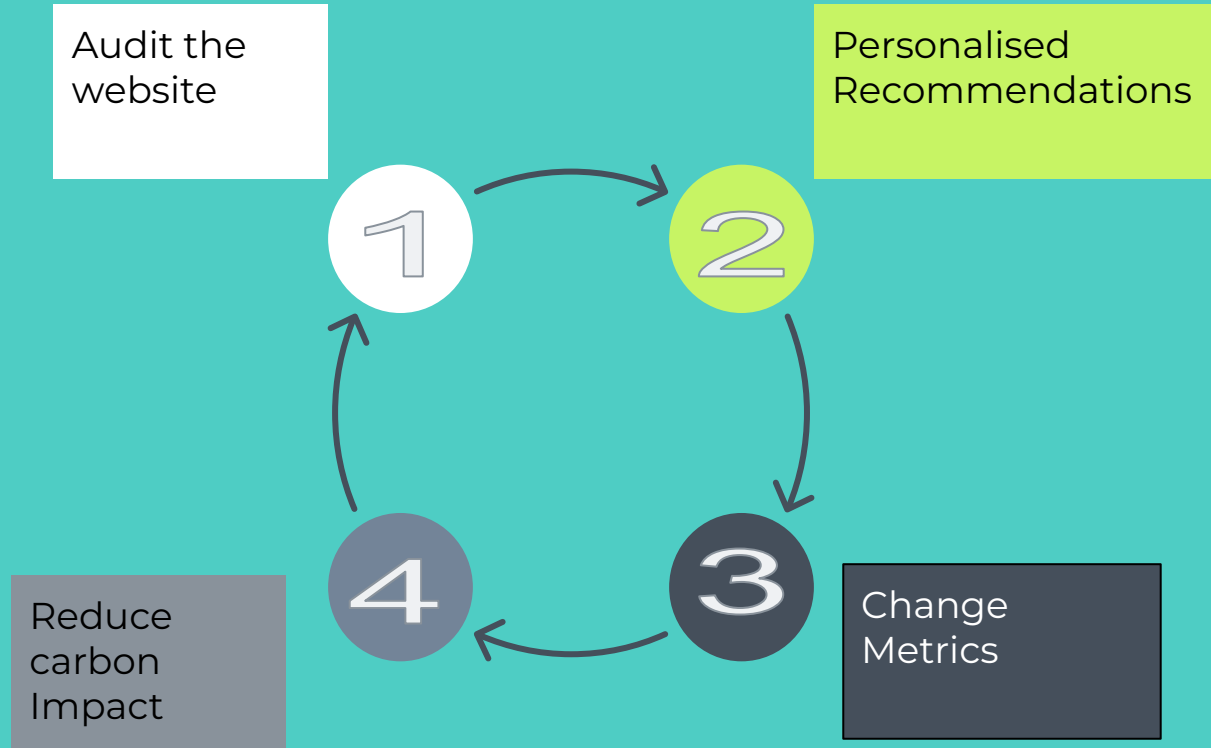 Audit the
website
Personalised
Recommendations
1
2
4
3
Reduce
carbon
Impact
Change
Metrics